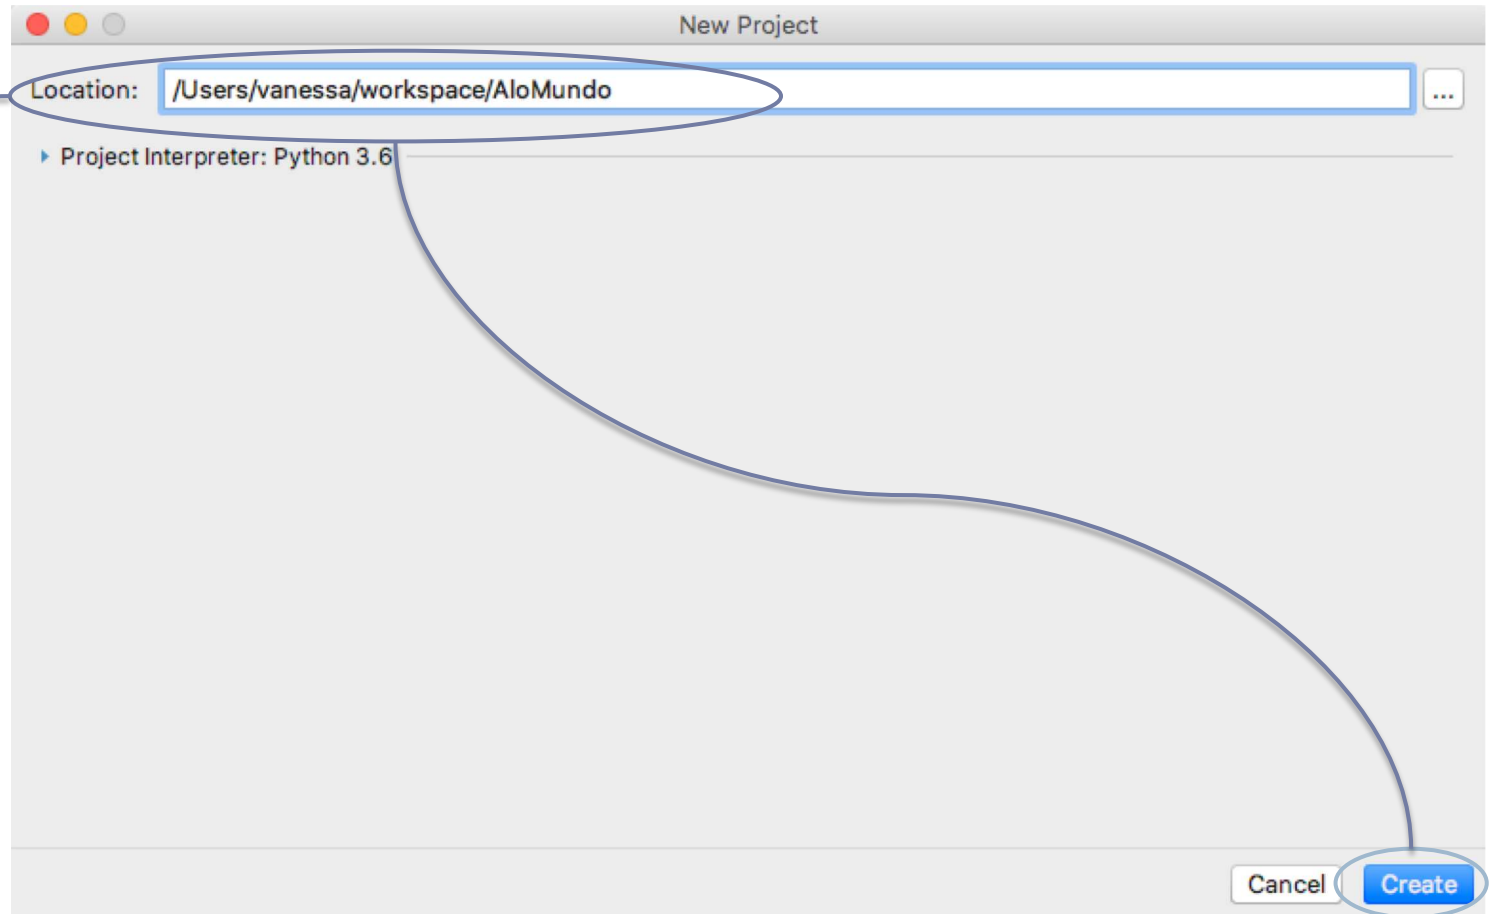 New Project
Location: /Users/vanessa/workspace/AloMundo ...
Project Interpreter: Python 3.6
Cancel Create